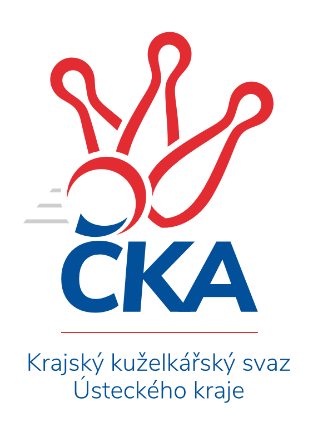 ČKA
Krajský kuželkářský svaz
Ústeckého kraje